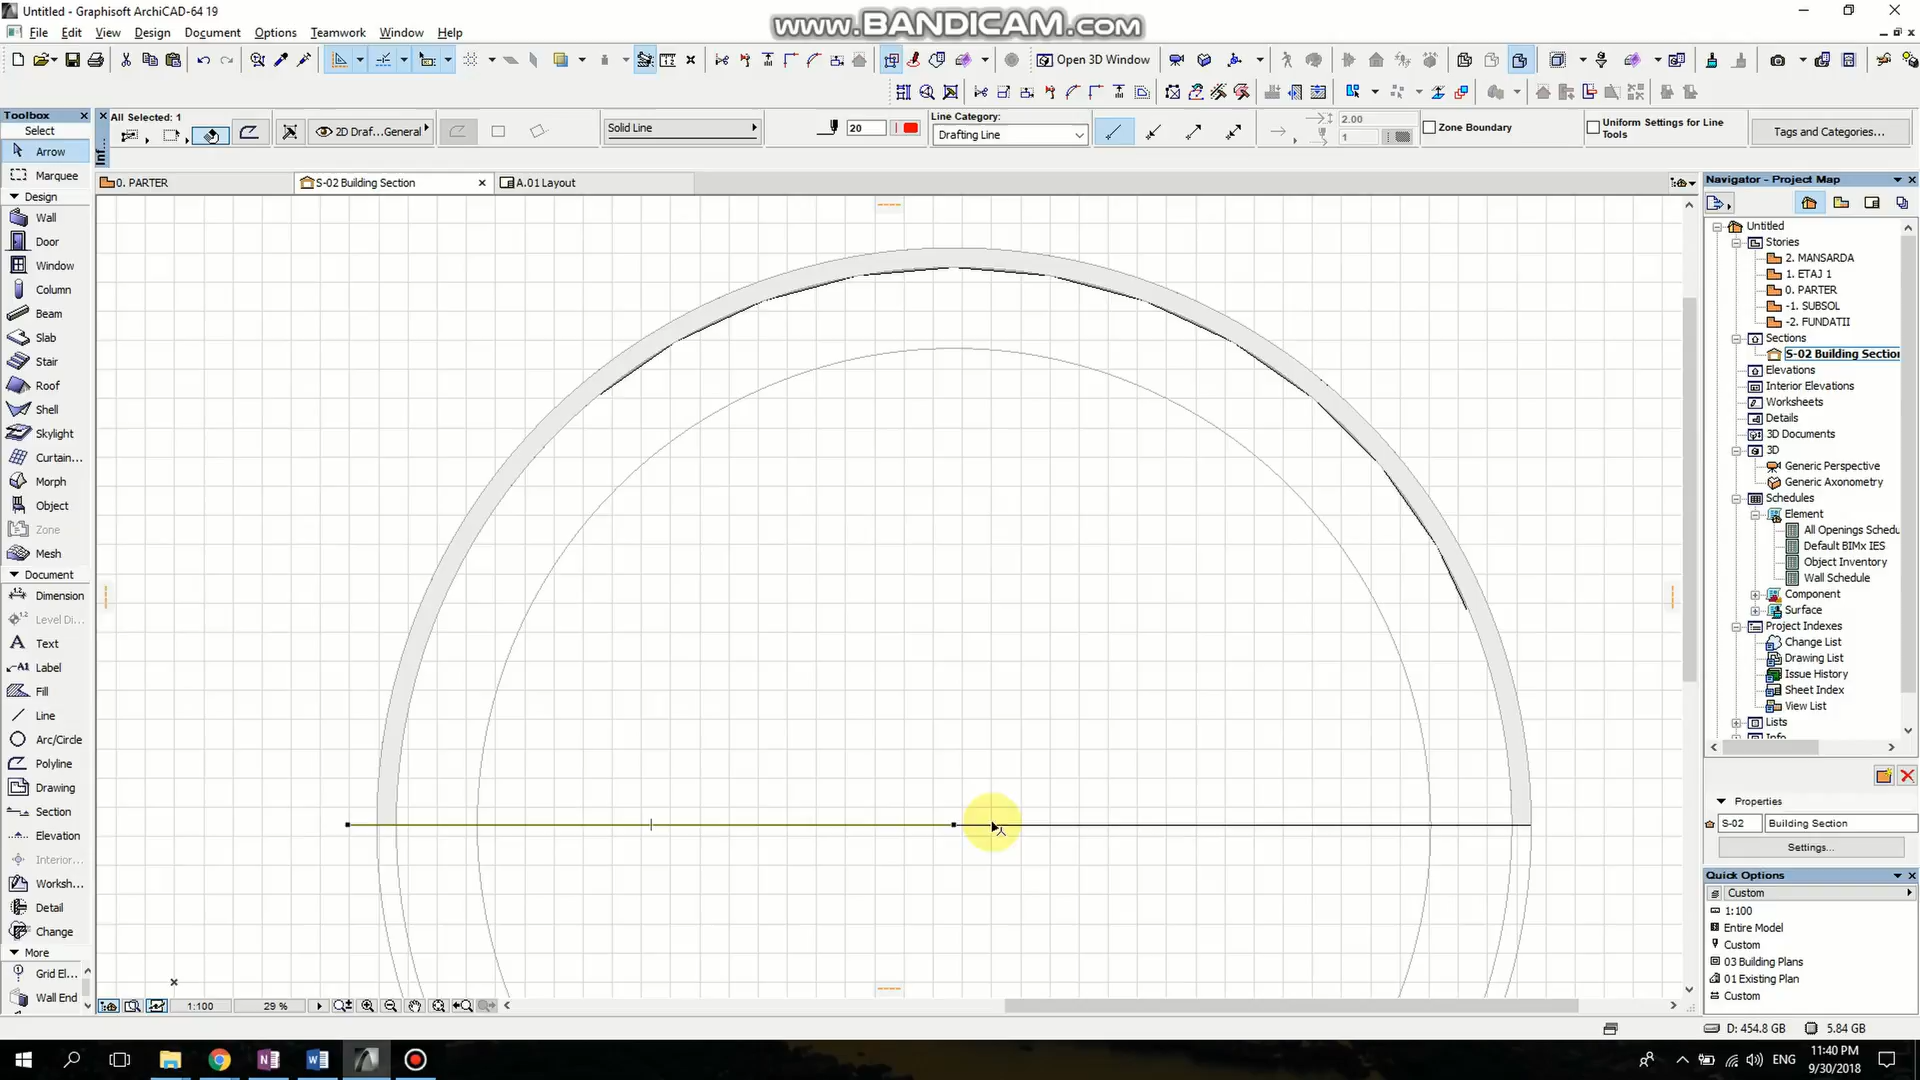 Untitled - Graphisoft ArchiCAD-64 19
www.BANDICAM.com
File Edit View Design Document Options Teamwork Window Help
Open 3D Window
Toolbox
Select
Arrow
Marquee
Design
Wall
Door
Window
Column
Beam
Slab
Stair
Roof
Shell
Skylight
Curtain...
Morph
Object
Zone
Mesh
Document
Dimension
Level Di...
Text
Label
Fill
Line
Arc/Circle
Polyline
Drawing
Section
Elevation
Interior...
Worksh...
Detail
Change
More
Grid El...
Wall End
All Selected: 1
2D Draf...General
Solid Line
20
Line Category:
Drafting Line
2.00
1
Zone Boundary
Uniform Settings for Line Tools
Tags and Categories...
0. PARTER
S-02 Building Section
A.01 Layout
Navigator - Project Map
Untitled
Stories
2. MANSARDA
1. ETAJ 1
0. PARTER
-1. SUBSOL
-2. FUNDATII
Sections
S-02 Building Section
Elevations
Interior Elevations
Worksheets
Details
3D Documents
3D
Generic Perspective
Generic Axonometry
Schedules
Element
All Openings Schedu
Default BIMx IES
Object Inventory
Wall Schedule
Component
Surface
Project Indexes
Change List
Drawing List
Issue History
Sheet Index
View List
Lists
Info
Properties
S-02 Building Section
Settings...
Quick Options
Custom
1:100
Entire Model
Custom
03 Building Plans
01 Existing Plan
Custom
1:100
29 %
D: 454.8 GB
5.84 GB
ENG
11:40 PM
9/30/2018